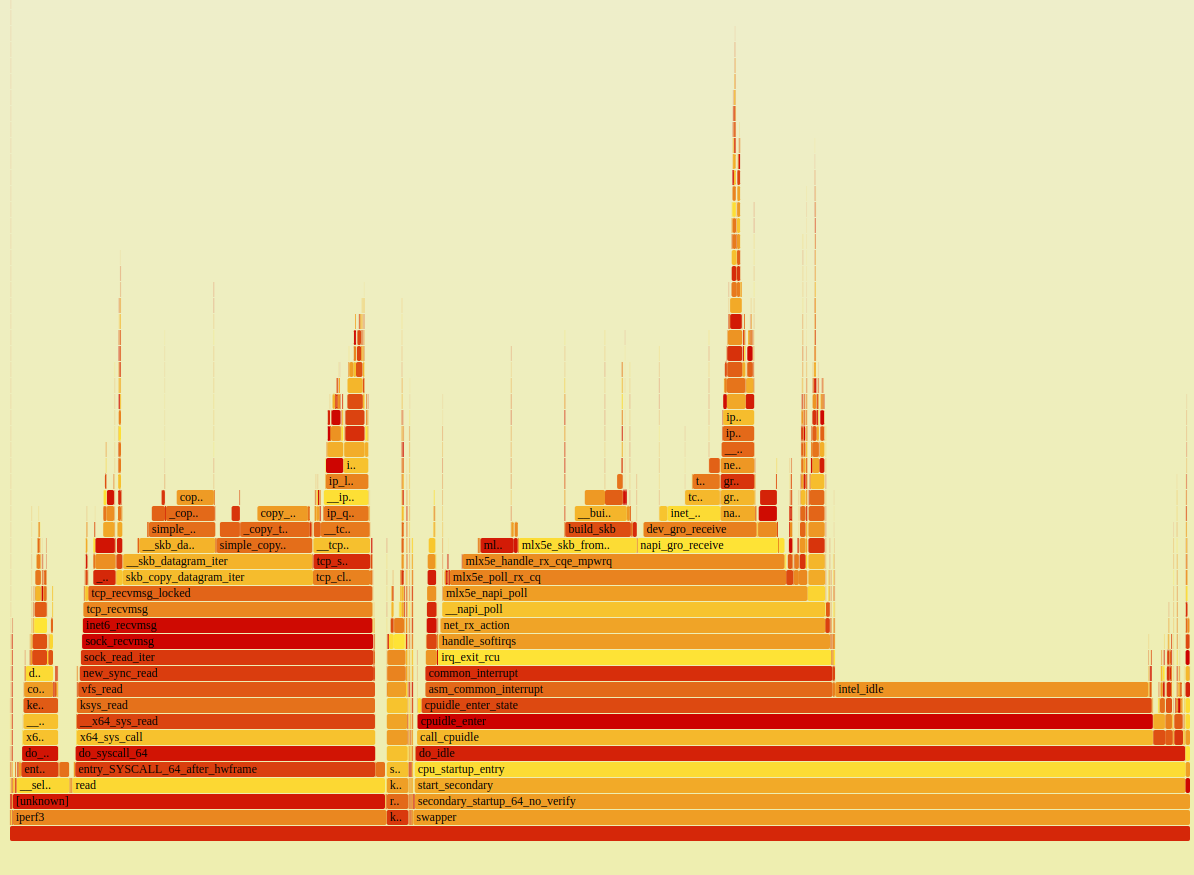 ip..
ip..
__..
i.. ne..
ip_l.. t.. gr..
cop.. __ip.. tc.. gr..
_cop.. copy_.. ip_q.. __bui.. inet_.. na..
simple_.. _copy_t.. __tc.. build_skb dev_gro_receive
__skb_da.. simple_copy.. __tcp.. ml.. mlx5e_skb_from.. napi_gro_receive
__skb_datagram_iter tcp_s.. mlx5e_handle_rx_cqe_mpwrq
_.. skb_copy_datagram_iter tcp_cl.. mlx5e_poll_rx_cq
tcp_recvmsg_locked mlx5e_napi_poll
tcp_recvmsg __napi_poll
inet6_recvmsg net_rx_action
sock_recvmsg handle_softirqs
sock_read_iter irq_exit_rcu
d.. new_sync_read common_interrupt
co.. vfs_read asm_common_interrupt intel_idle
ke.. ksys_read cpuidle_enter_state
__.. __x64_sys_read cpuidle_enter
x6.. x64_sys_call call_cpuidle
do_.. do_syscall_64 do_idle
ent.. entry_SYSCALL_64_after_hwframe s.. cpu_startup_entry
__sel.. read k.. start_secondary
[unknown] r.. secondary_startup_64_no_verify
iperf3 k.. swapper